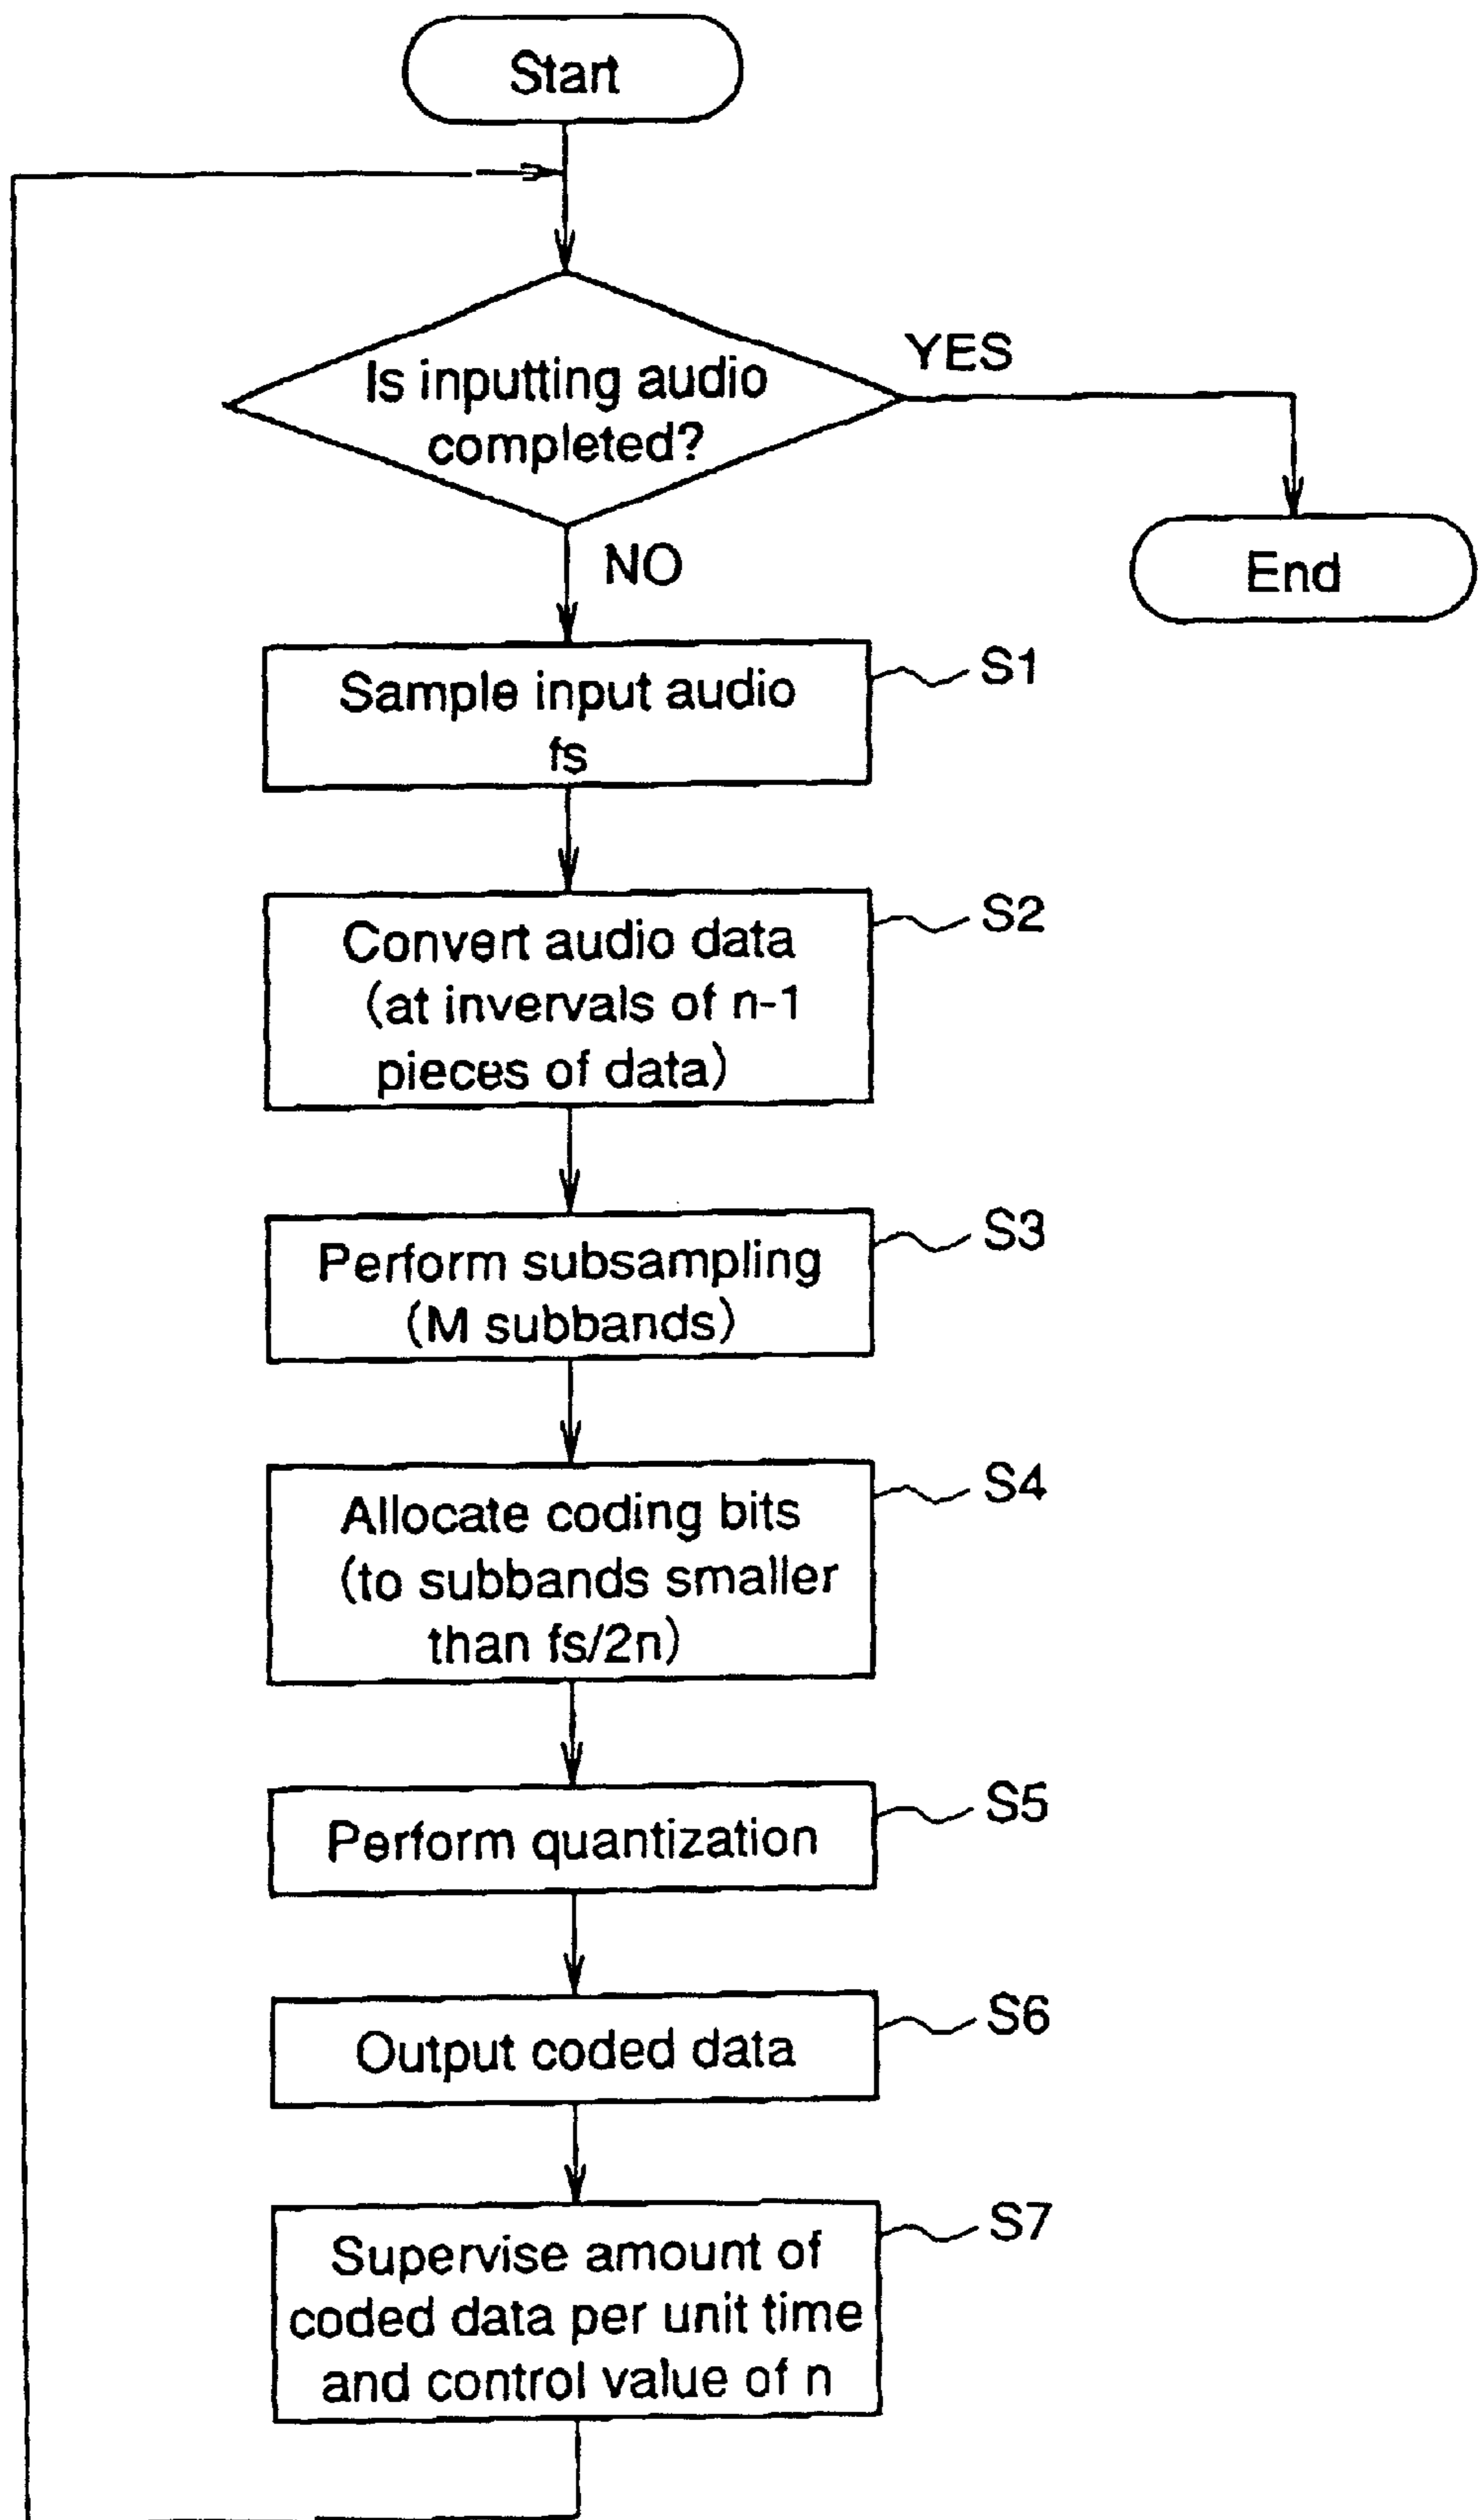 Start
Is inputting audio
completed?
YES
NO
End
Sample input audio
fs
S1
Convert audio data
(at invervals of n-1
pieces of data)
S2
Perform subsampling
(M subbands)
S3
Allocate coding bits
(to subbands smaller
than fs/2n)
S4
Perform quantization
S5
Output coded data
S6
Supervise amount of
coded data per unit time
and control value of n
S7